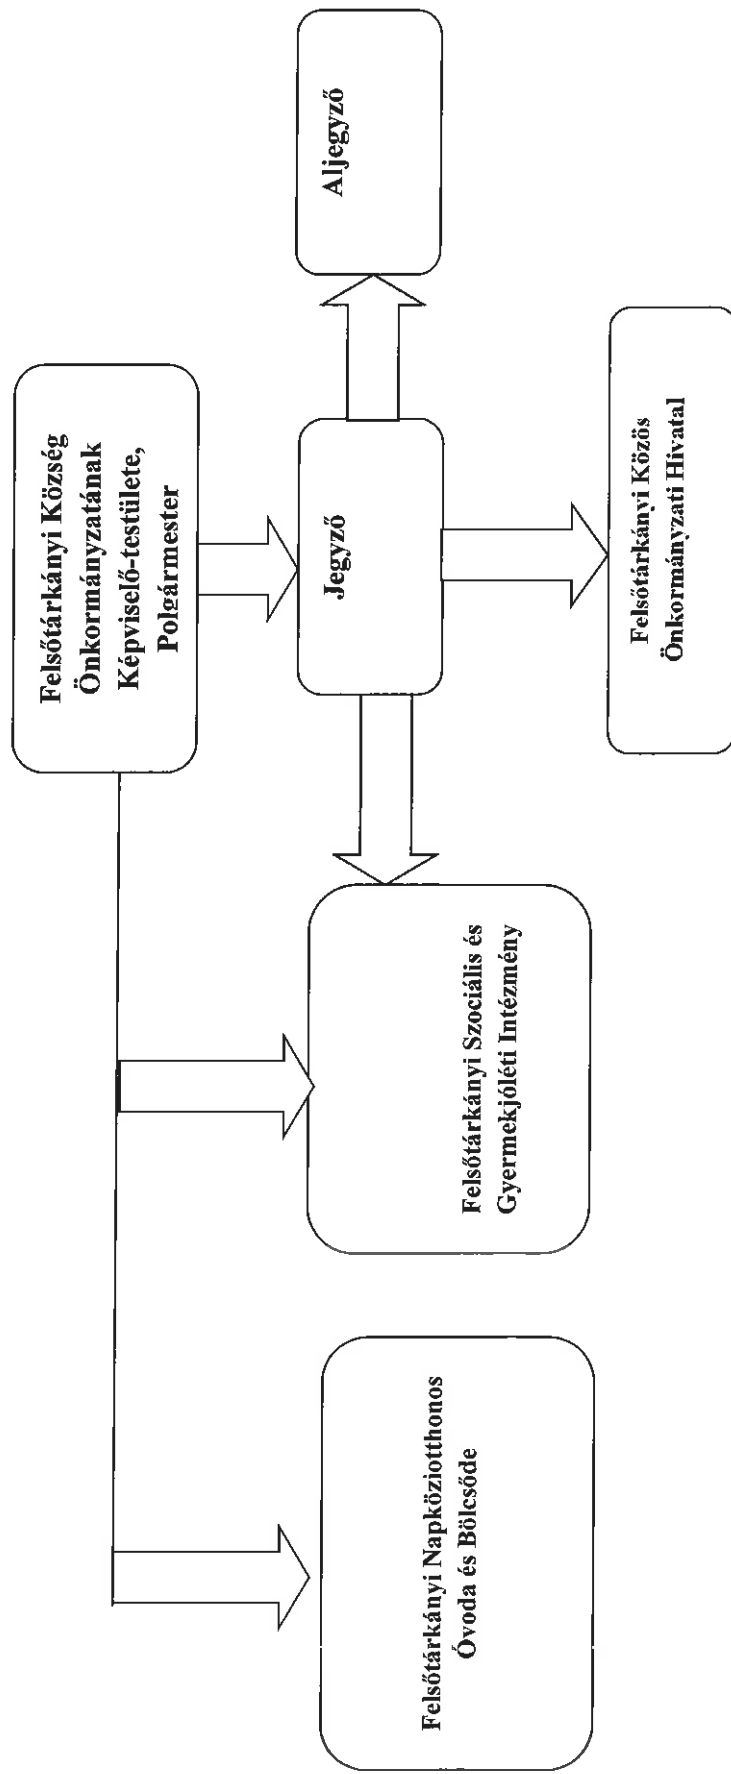 Felsőtárkányi Község
Önkormányzatának
Képviselő-testülete,
Polgármester
Jegyző
Aljegyző
Felsőtárkányi Napköziotthonos
Óvoda és Bölcsőde
Felsőtárkányi Szociális és
Gyermekjóléti Intézmény
Felsőtárkányi Közös
Önkormányzati Hivatal